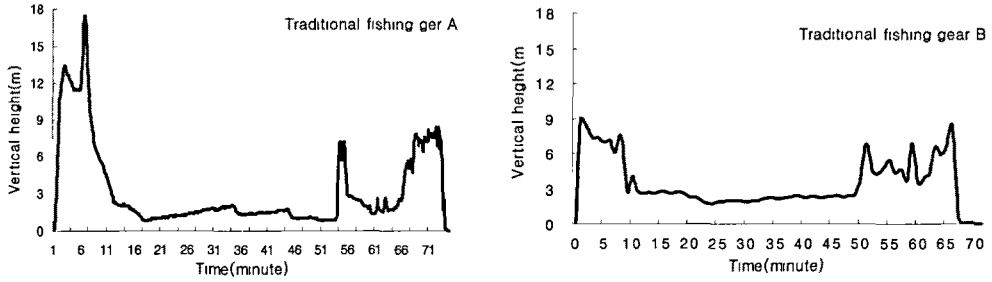 Traditional fishing ger A
Vertical height(m)
18
15
12
9
6
3
0
1 6 11 16 21 26 31 36 41 46 51 56 61 66 71
Time(minute)
Traditional fishing gear B
Vertical height(m
18
15
12
9
6
3
0
0 5 10 15 20 25 30 35 40 45 50 55 60 65 70
Time(minute)